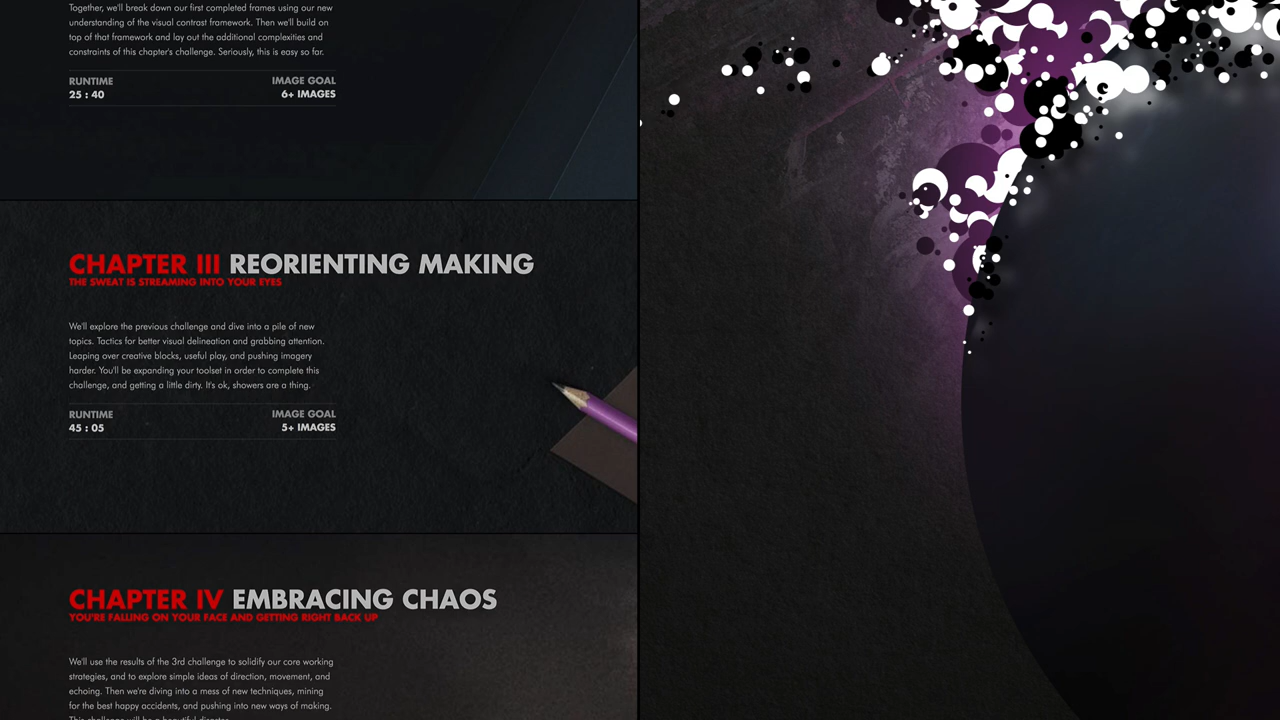 Together, we'll break down our first completed frames using our new
understanding of the visual contrast framework. Then we'll build on
top of that framework and lay out the additional complexities and
constraints of this chapter's challenge. Seriously, this is easy so far.
RUNTIME IMAGE GOAL
25 : 40 6+ IMAGES
CHAPTER III REORIENTING MAKING
THE SWEAT IS STREAMING INTO YOUR EYES
We'll explore the previous challenge and dive into a pile of new
topics. Tactics for better visual delineation and grabbing attention.
Leaping over creative blocks, useful play, and pushing imagery
harder. You'll be expanding your toolset in order to complete this
challenge, and getting a little dirty. It's ok, showers are a thing.
RUNTIME IMAGE GOAL
45 : 05 5+ IMAGES
CHAPTER IV EMBRACING CHAOS
YOU'RE FALLING ON YOUR FACE AND GETTING RIGHT BACK UP
We'll use the results of the 3rd challenge to solidify our core working
strategies, and to explore simple ideas of direction, movement, and
echoing. Then we're diving into a mess of new techniques, mining
for the best happy accidents, and pushing into new ways of making.
This challenge will be a beautiful disaster.